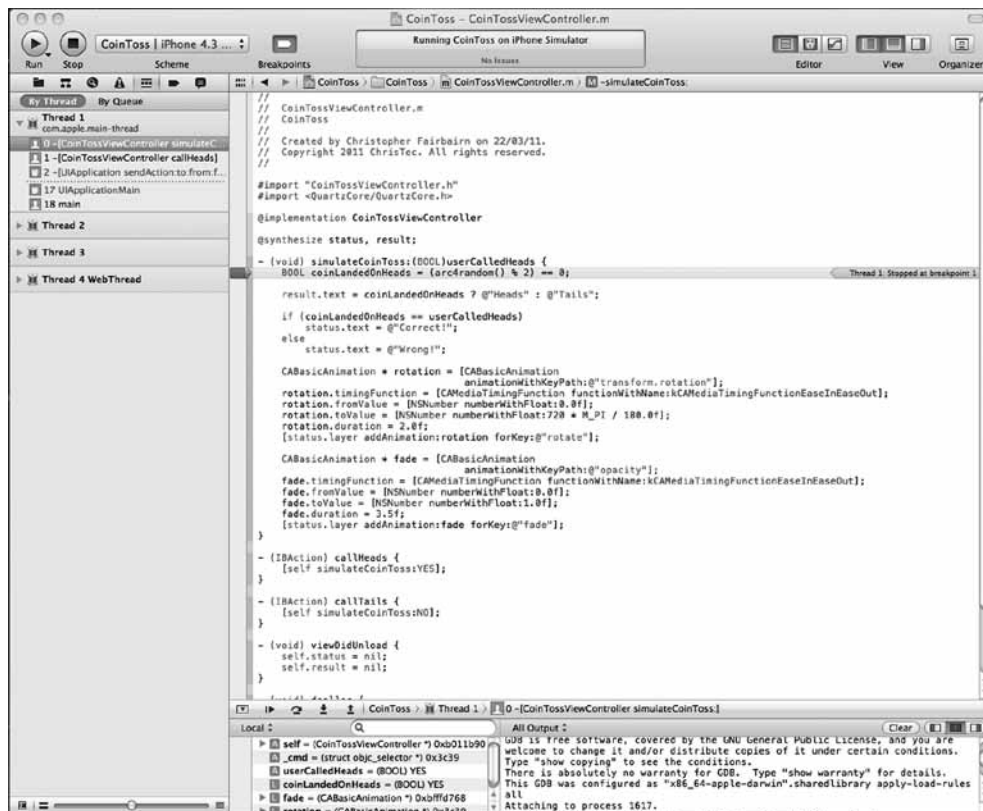 CoinToss – CoinTossViewController.m
CoinToss | iPhone 4.3 ...
Running CoinToss on iPhone Simulator
No Issues
Run Stop Scheme Breakpoints Editor View Organizer
CoinToss CoinToss CoinTossViewController.m -simulateCoinToss:
By Thread By Queue
Thread 1
com.apple.main-thread
0 -[CoinTossViewController simulateC...
1 -[CoinTossViewController callHeads]
2 -[UIApplication sendAction:to:from:f...
17 UIApplicationMain
18 main
Thread 2
Thread 3
Thread 4 WebThread
//
// CoinTossViewController.m
// CoinToss
//
// Created by Christopher Fairbairn on 22/03/11.
// Copyright 2011 ChrisTec. All rights reserved.
//
#import "CoinTossViewController.h"
#import <QuartzCore/QuartzCore.h>
@implementation CoinTossViewController
@synthesize status, result;
- (void) simulateCoinToss:(BOOL)userCalledHeads {
BOOL coinLandedOnHeads = (arc4random() % 2) == 0;
Thread 1: Stopped at breakpoint 1
result.text = coinLandedOnHeads ? @"Heads" : @"Tails";
if (coinLandedOnHeads == userCalledHeads)
status.text = @"Correct!";
else
status.text = @"Wrong!";
CABasicAnimation * rotation = [CABasicAnimation
animationWithKeyPath:@"transform.rotation"];
rotation.timingFunction = [CAMediaTimingFunction functionWithName:kCAMediaTimingFunctionEaseInEaseOut];
rotation.fromValue = [NSNumber numberWithFloat:0.0f];
rotation.toValue = [NSNumber numberWithFloat:720 * M_PI / 180.0f];
rotation.duration = 2.0f;
[status.layer addAnimation:rotation forKey:@"rotate"];
CABasicAnimation * fade = [CABasicAnimation
animationWithKeyPath:@"opacity"];
fade.timingFunction = [CAMediaTimingFunction functionWithName:kCAMediaTimingFunctionEaseInEaseOut];
fade.fromValue = [NSNumber numberWithFloat:0.0f];
fade.toValue = [NSNumber numberWithFloat:1.0f];
fade.duration = 3.5f;
[status.layer addAnimation:fade forKey:@"fade"];
}
- (IBAction) callHeads {
[self simulateCoinToss:YES];
}
- (IBAction) callTails {
[self simulateCoinToss:NO];
}
- (void) viewDidUnload {
self.status = nil;
self.result = nil;
}
CoinToss Thread 1 0 -[CoinTossViewController simulateCoinToss:]
Local
All Output
Clear
self = (CoinTossViewController *) 0xb011b90
_cmd = (struct objc_selector *) 0x3c39
userCalledHeads = (BOOL) YES
coinLandedOnHeads = (BOOL) YES
fade = (CABasicAnimation *) 0xbfffd768
GDB is free software, covered by the GNU General Public License, and you are
welcome to change it and/or distribute copies of it under certain conditions.
Type "show copying" to see the conditions.
There is absolutely no warranty for GDB. Type "show warranty" for details.
This GDB was configured as "x86_64-apple-darwin".sharedlibrary apply-load-rules
all
Attaching to process 1617.